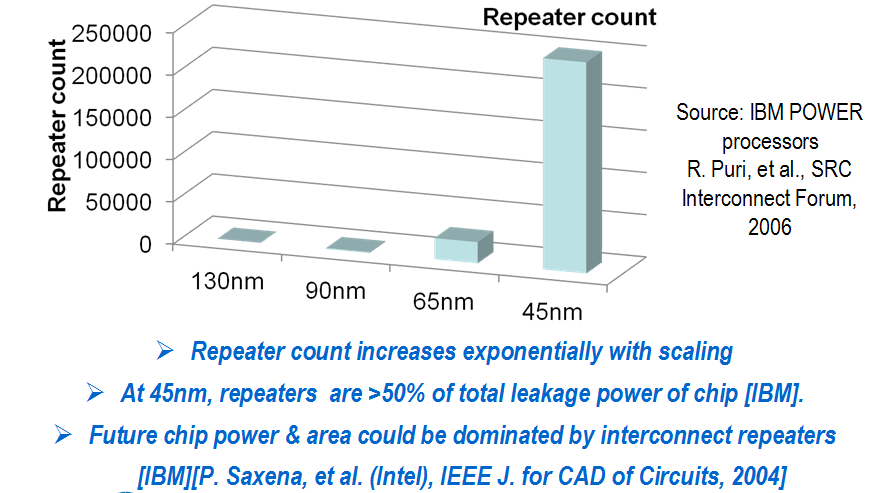 Repeater count
Repeater count
250000
200000
150000
100000
50000
0
130nm
90nm
65nm
45nm
Source: IBM POWER
processors
R. Puri, et al., SRC
Interconnect Forum,
2006
➤ Repeater count increases exponentially with scaling
➤ At 45nm, repeaters are >50% of total leakage power of chip [IBM].
➤ Future chip power & area could be dominated by interconnect repeaters
[IBM][P. Saxena, et al. (Intel), IEEE J. for CAD of Circuits, 2004]